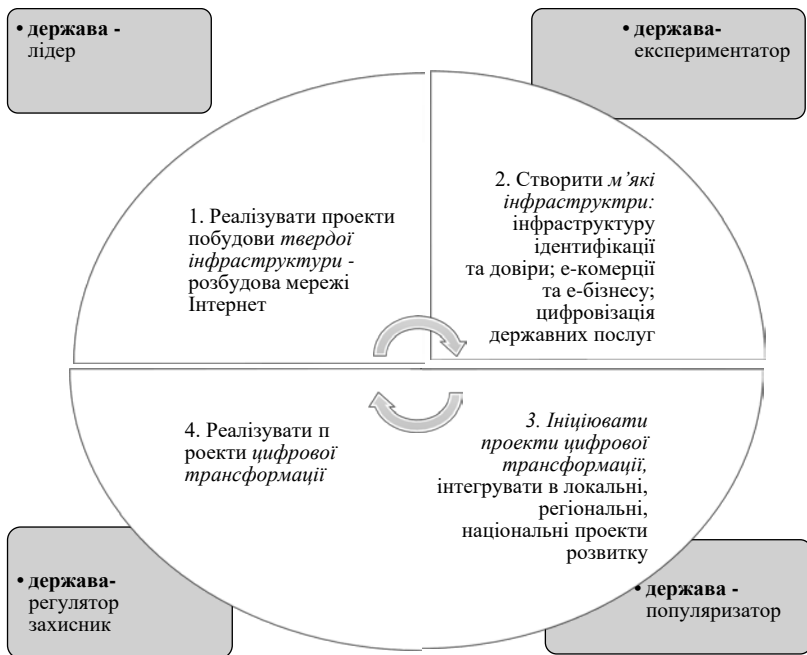 • держава -
лідер
• держава-
експериментатор
1. Реалізувати проекти
побудови твердої
інфраструктури -
розбудова мережі
Інтернет
2. Створити м’які
інфраструктри:
інфраструктуру
ідентифікації
та довіри; е-комерції
та е-бізнесу;
цифровізація
державних послуг
4. Реалізувати п
роекти цифрової
трансформації
3. Ініціювати
проекти цифрової
трансформації,
інтегрувати в локальні,
регіональні,
національні проекти
розвитку
• держава-
регулятор
захисник
• держава -
популяризатор